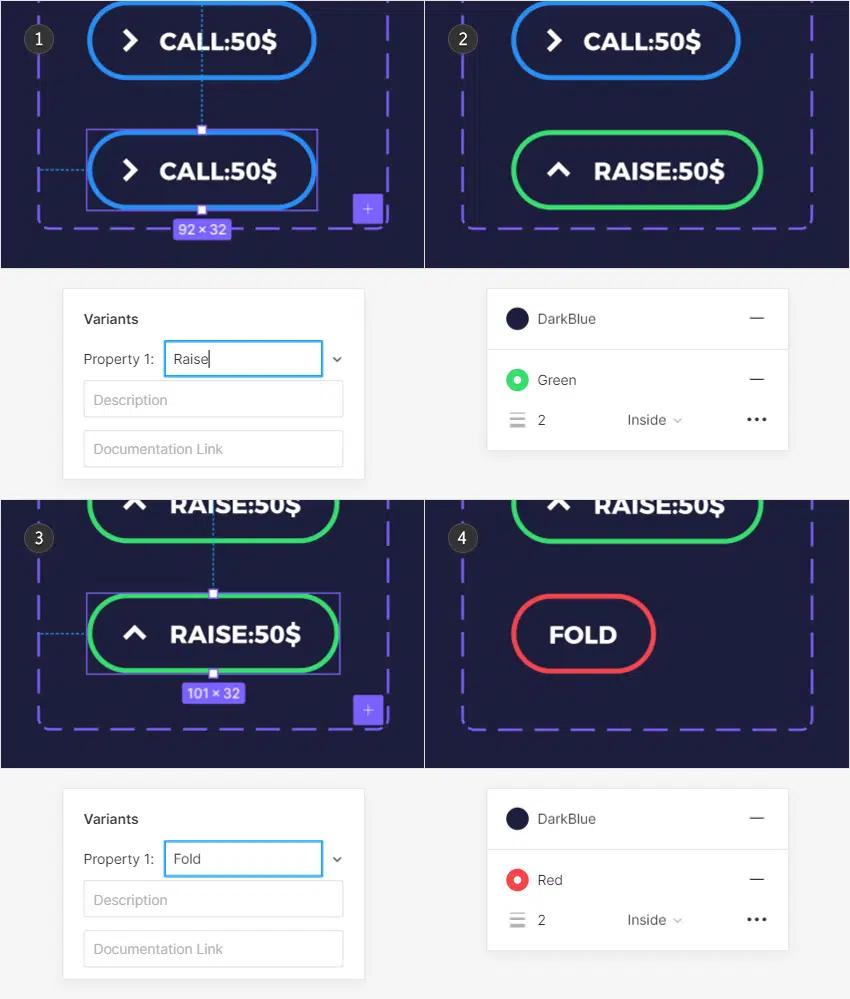 1
CALL:50$
CALL:50$
+
92 × 32
Variants
Property 1:
Raise
Description
Documentation Link
2
CALL:50$
RAISE:50$
DarkBlue
Green
2
Inside
3
RAISE:50$
RAISE:50$
+
101 × 32
Variants
Property 1:
Fold
Description
Documentation Link
4
RAISE:50$
FOLD
DarkBlue
Red
2
Inside